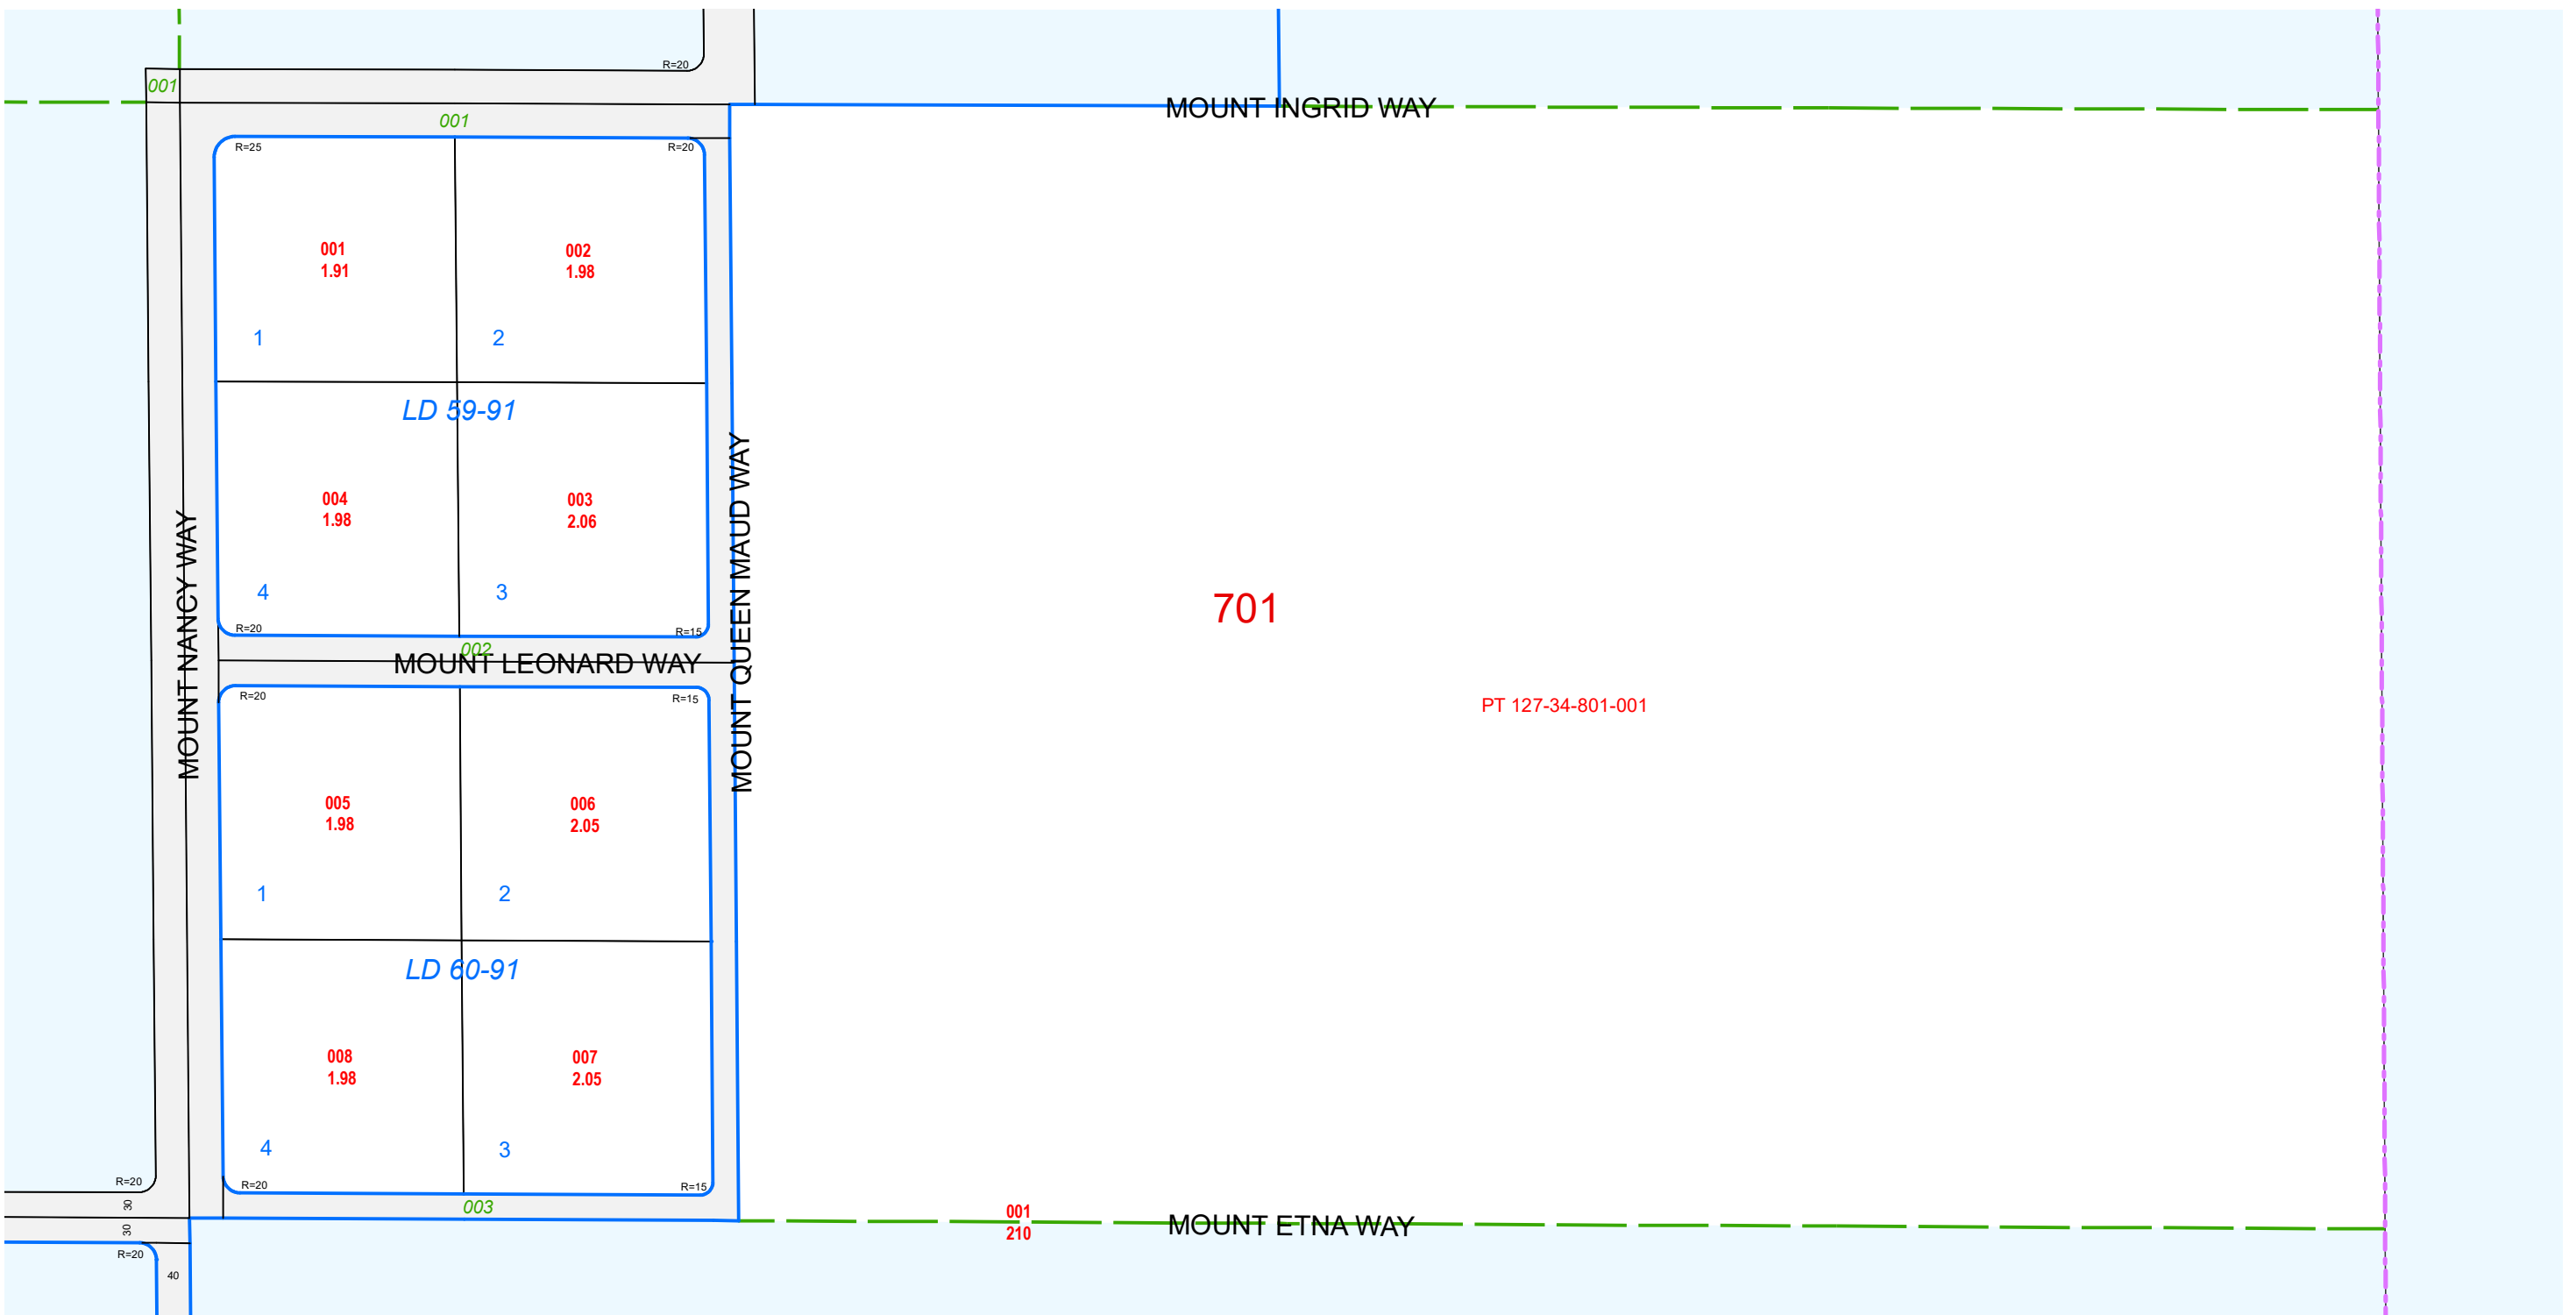 R=20
001
MOUNT INGRID WAY
001
R=25
R=20
001
1.91
002
1.98
1
2
LD 59-91
004
1.98
003
2.06
MOUNT NANCY WAY
MOUNT QUEEN MAUD WAY
4
3
701
R=20
R=15
002
MOUNT LEONARD WAY
R=20
R=15
PT 127-34-801-001
005
1.98
006
2.05
1
2
LD 60-91
008
1.98
007
2.05
4
3
R=20
R=20
R=15
30
003
001
210
MOUNT ETNA WAY
30
R=20
40